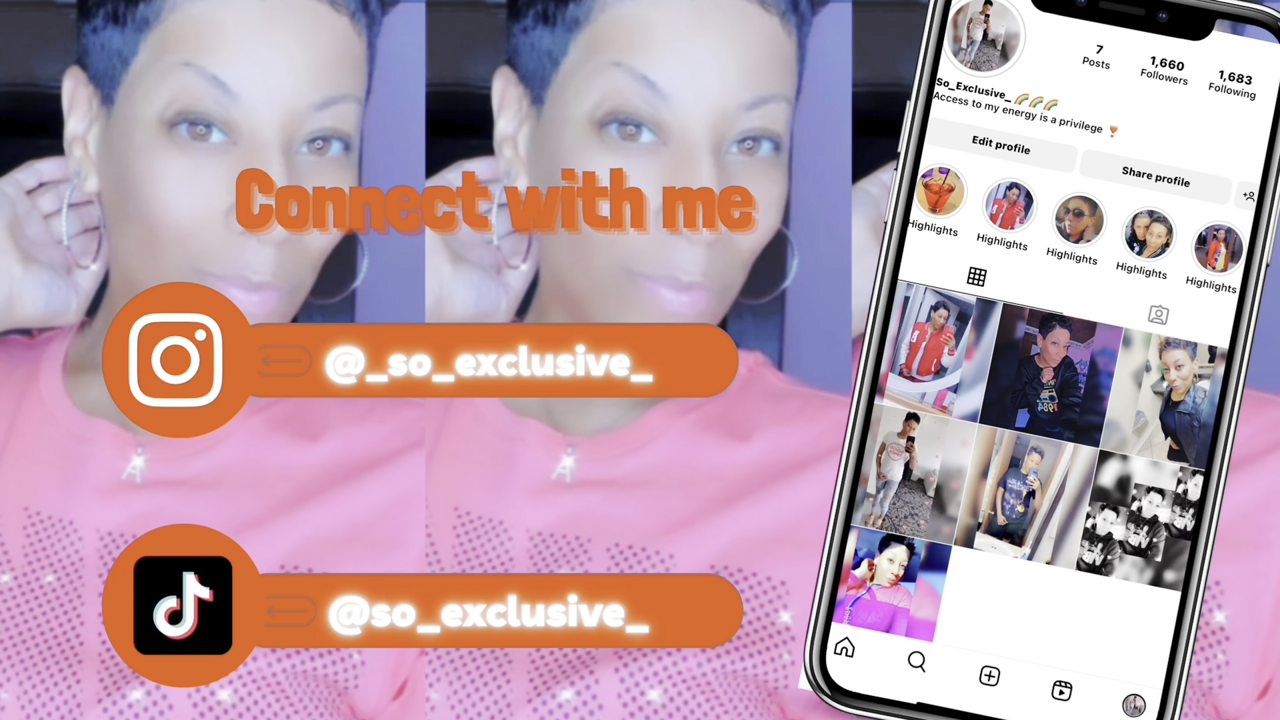 Connect with me
@_so_exclusive_
@so_exclusive_
7
Posts
1,660
Followers
1,683
Following
So_Exclusive_ 🌈🌈🌈
Access to my energy is a privilege
Edit profile
Share profile
Highlights
Highlights
Highlights
Highlights
Highlights
A
1984